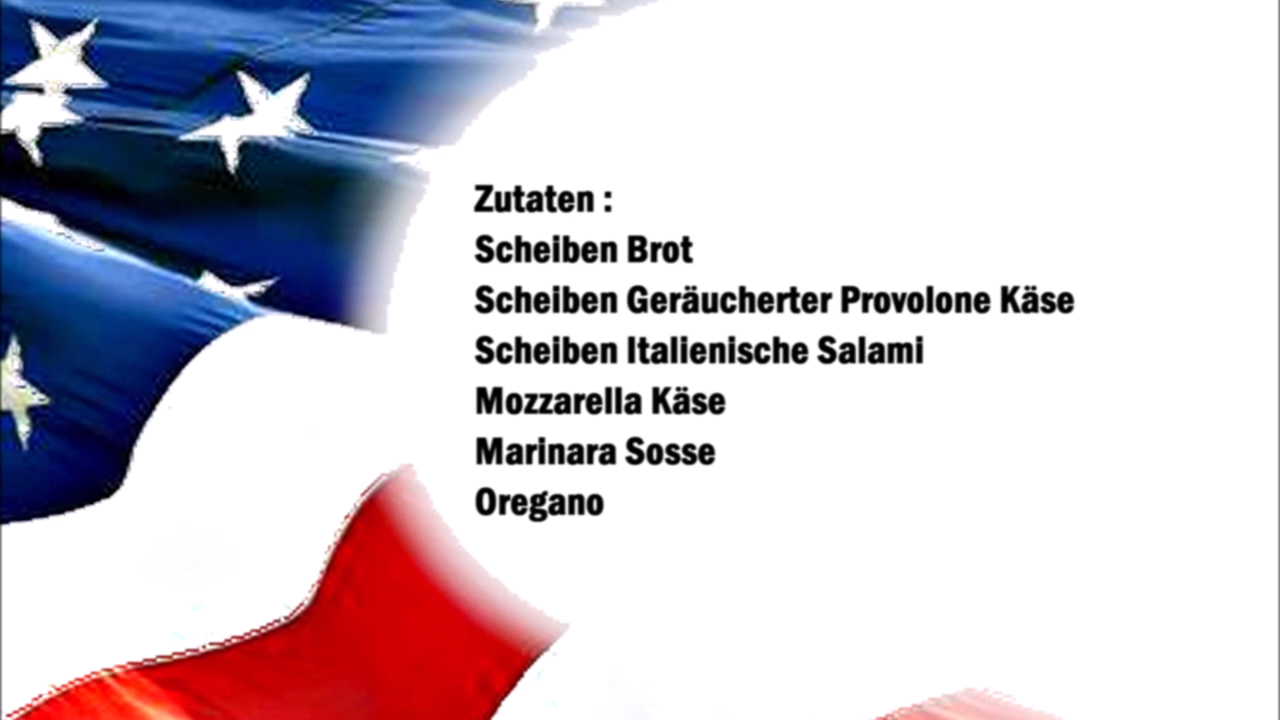 Zutaten :
Scheiben Brot
Scheiben Geräucherter Provolone Käse
Scheiben Italienische Salami
Mozzarella Käse
Marinara Sosse
Oregano